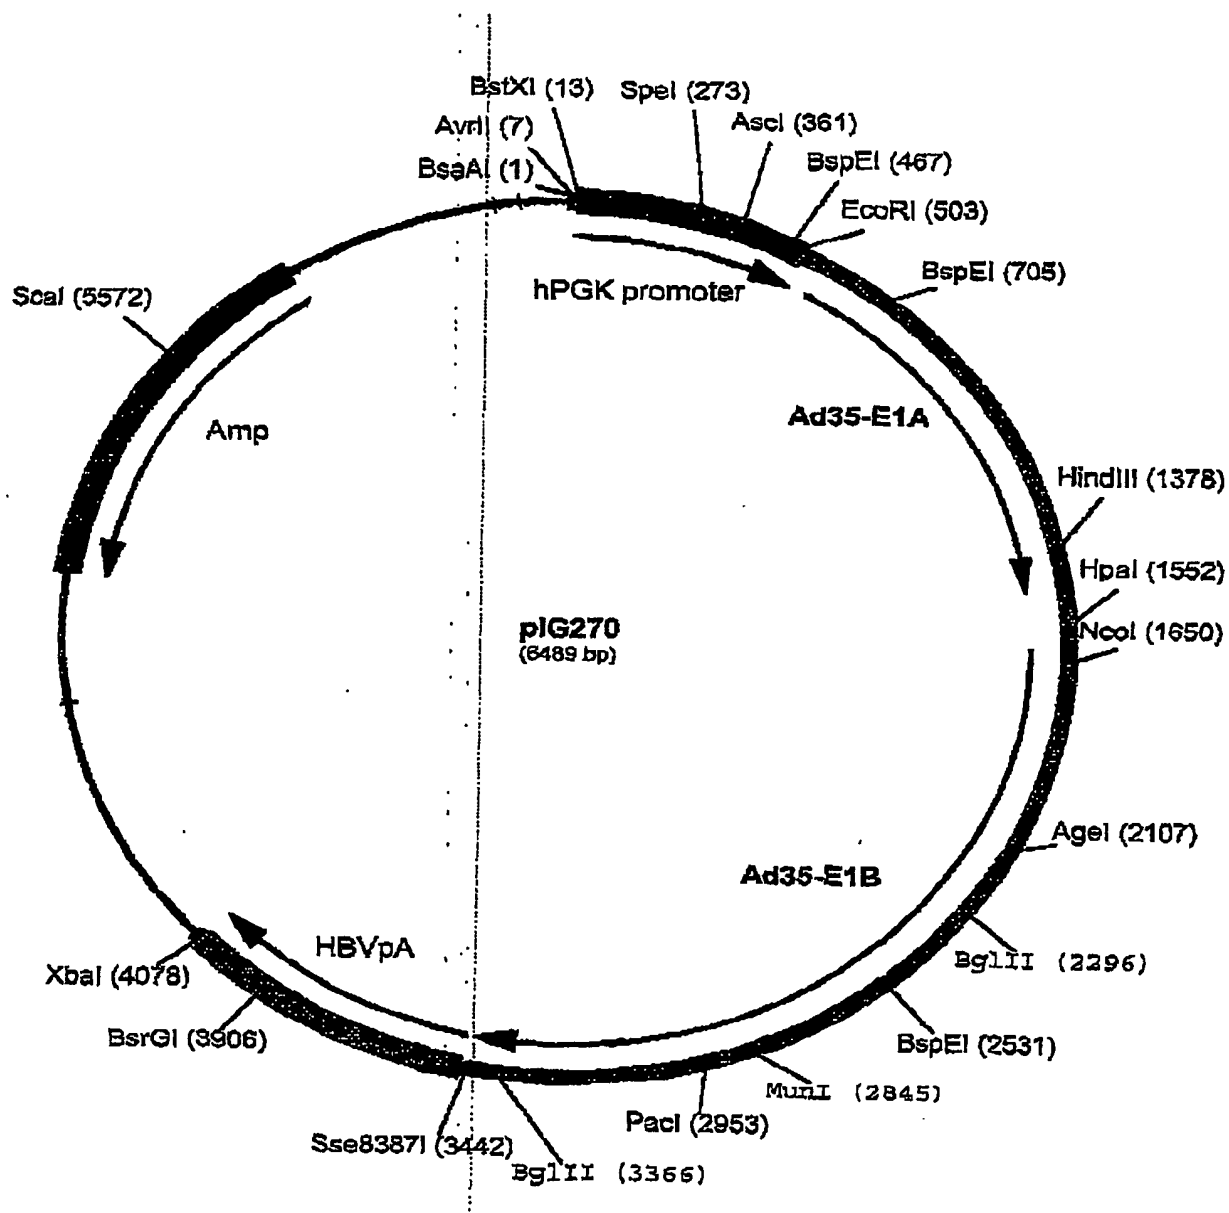 BstXI (13)
SpeI (273)
AvrII (7)
AscI (361)
BsaAI (1)
BspEI (467)
EcoRI (503)
BspEI (705)
hPGK promoter
ScaI (5572)
Ad35-E1A
Amp
HindIII (1378)
HpaI (1552)
pIG270
(6489 bp)
NcoI (1650)
AgeI (2107)
Ad35-E1B
HBVpA
BglII (2296)
XbaI (4078)
BsrGI (3906)
BspEI (2531)
MunI (2845)
PacI (2953)
Sse8387I (3442)
BglII (3366)